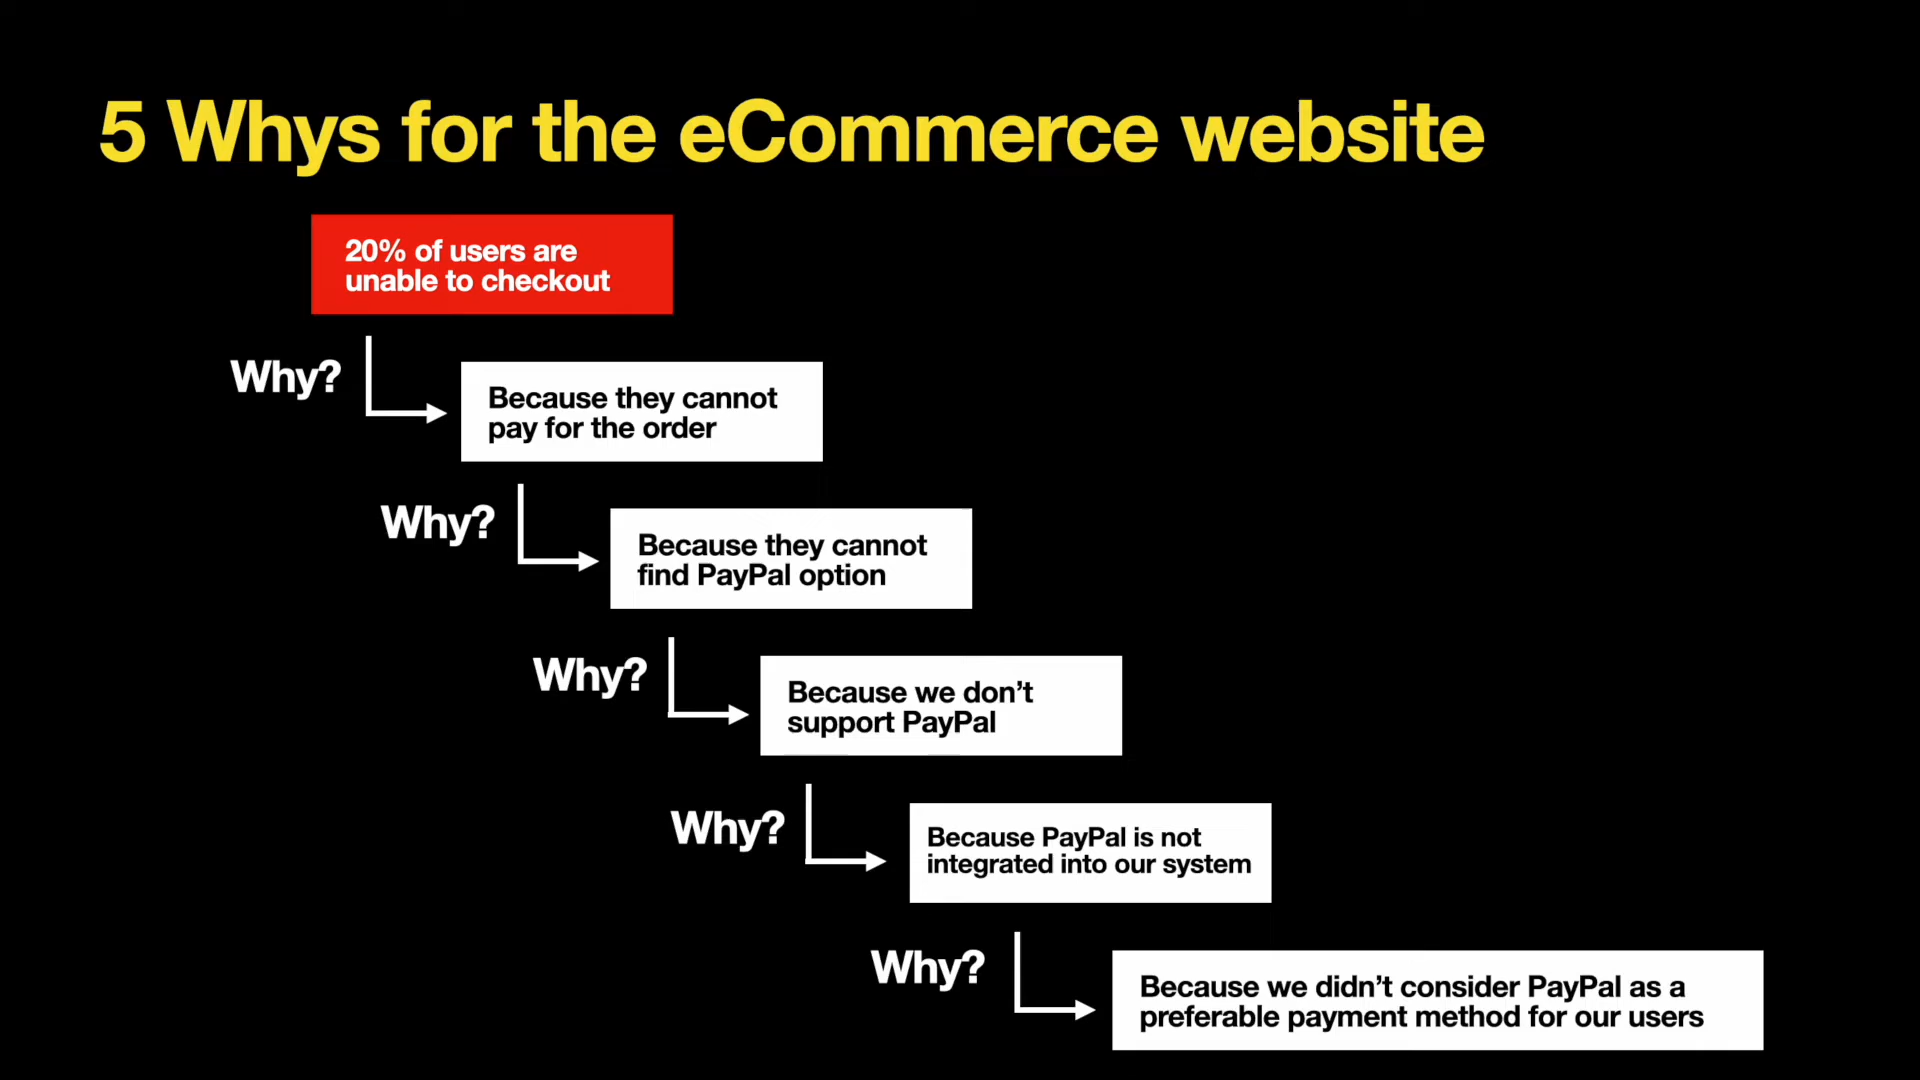 5 Whys for the eCommerce website
20% of users are
unable to checkout
Why?
Because they cannot
pay for the order
Why?
Because they cannot
find PayPal option
Why?
Because we don’t
support PayPal
Why?
Because PayPal is not
integrated into our system
Why?
Because we didn’t consider PayPal as a
preferable payment method for our users